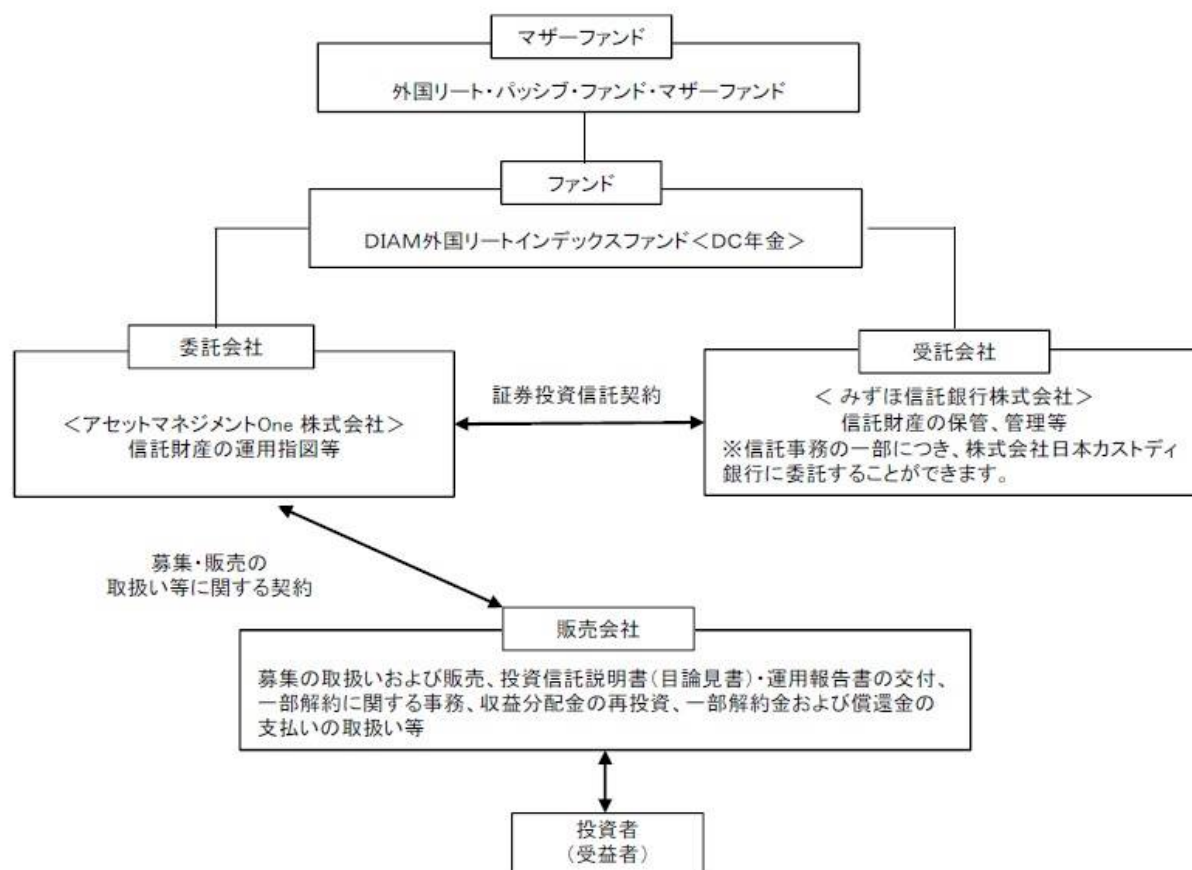 マザーファンド
外国リート・パッシブ・ファンド・マザーファンド
ファンド
DIAM外国リートインデックスファンド＜DC年金＞
委託会社
＜アセットマネジメントOne 株式会社＞
信託財産の運用指図等
証券投資信託契約
受託会社
＜ みずほ信託銀行株式会社＞
信託財産の保管、管理等
※信託事務の一部につき、株式会社日本カストディ
銀行に委託することができます。
募集・販売の
取扱い等に関する契約
販売会社
募集の取扱いおよび販売、投資信託説明書（目論見書）・運用報告書の交付、
一部解約に関する事務、収益分配金の再投資、一部解約金および償還金の
支払いの取扱い等
投資者
（受益者）